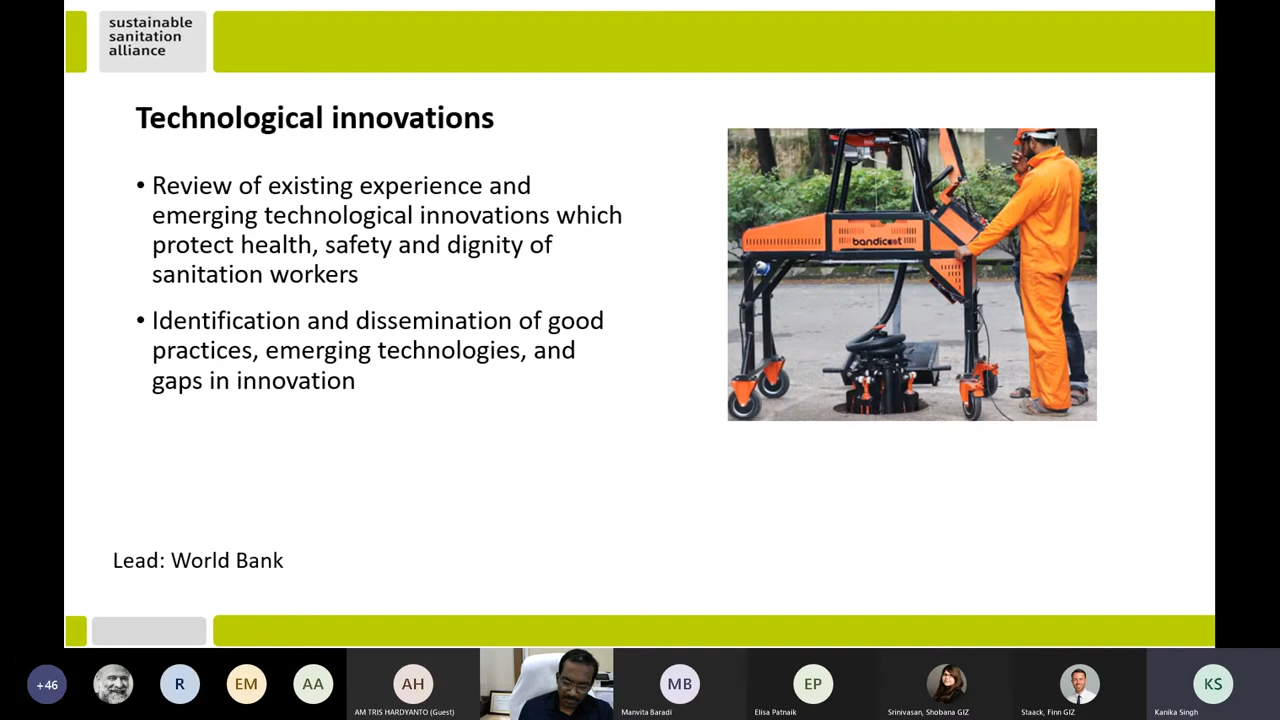 sustainable
sanitation
alliance
Technological innovations
• Review of existing experience and
emerging technological innovations which
protect health, safety and dignity of
sanitation workers
• Identification and dissemination of good
practices, emerging technologies, and
gaps in innovation
bandicoot
Lead: World Bank
+46
R
EM
AA
AH
MB
EP
KS
AM TRIS HARDYANTO (Guest)
Manvita Baradi
Elisa Patnaik
Srinivasan, Shobana GIZ
Staack, Finn GIZ
Kanika Singh